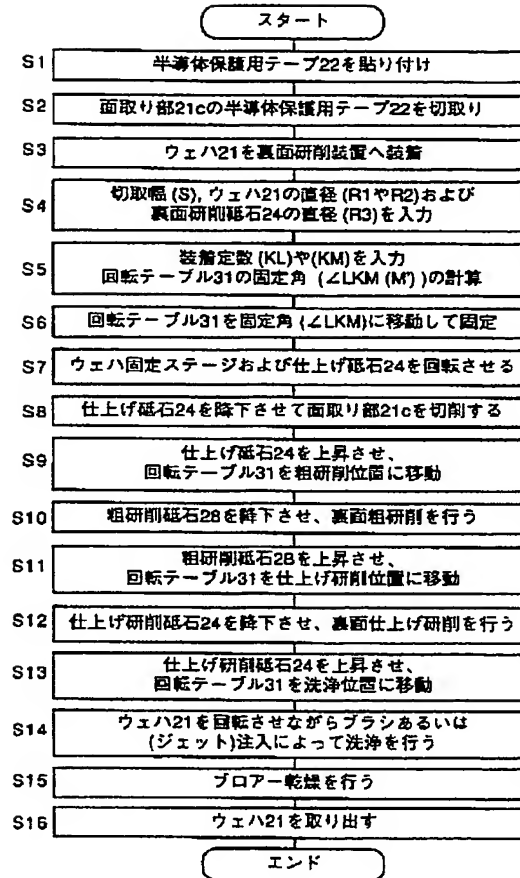 スタート
S1 半導体保護用テープ22を貼り付け
S2 面取り部21cの半導体保護用テープ22を切取り
S3 ウェハ21を裏面研削装置へ装着
S4 切取幅 (S), ウェハ21の直径 (R1やR2)および
裏面研削砥石24の直径 (R3)を入力
S5 装着定数 (KL)や(KM)を入力
回転テーブル31の固定角 (∠LKM (M') )の計算
S6 回転テーブル31を固定角 (∠LKM)に移動して固定
S7 ウェハ固定ステージおよび仕上げ砥石24を回転させる
S8 仕上げ砥石24を降下させて面取り部21cを切削する
S9 仕上げ砥石24を上昇させ、
回転テーブル31を粗研削位置に移動
S10 粗研削砥石28を降下させ、裏面粗研削を行う
S11 粗研削砥石28を上昇させ、
回転テーブル31を仕上げ研削位置に移動
S12 仕上げ研削砥石24を降下させ、裏面仕上げ研削を行う
S13 仕上げ研削砥石24を上昇させ、
回転テーブル31を洗浄位置に移動
S14 ウェハ21を回転させながらブラシあるいは
(ジェット)注入によって洗浄を行う
S15 ブロアー乾燥を行う
S16 ウェハ21を取り出す
エンド